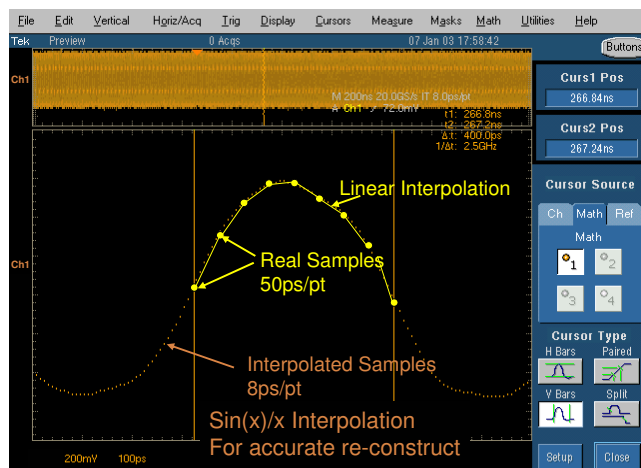 File Edit Vertical Horiz/Acq Trig Display Cursors Measure Masks Math Utilities Help
Tek Preview 0 Acqs 07 Jan 03 17:58:42
Buttons
Ch1
M 200ns 20.0GS/s IT 8.0ps/pt
A Ch1 72.0mV
t1: 266.8ns
t2: 267.2ns
Δt: 400.0ps
1/Δt: 2.5GHz
Curs1 Pos
266.84ns
Curs2 Pos
267.24ns
Cursor Source
Ch Math Ref
Math
1 2
3 4
Cursor Type
H Bars Paired
V Bars Split
Setup Close
Linear Interpolation
Real Samples
50ps/pt
Ch1
Interpolated Samples
8ps/pt
Sin(x)/x Interpolation
For accurate re-construct
200mV 100ps